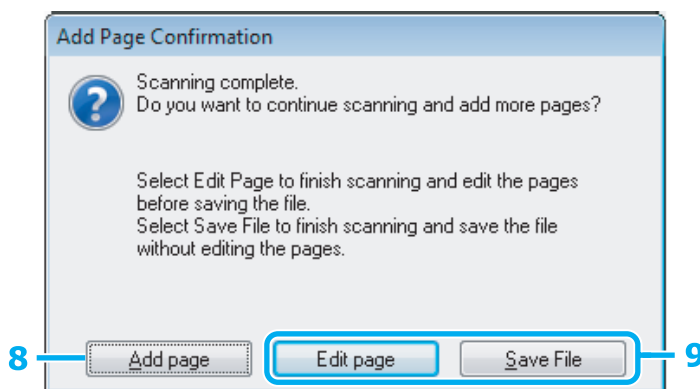 Add Page Confirmation
Scanning complete.
Do you want to continue scanning and add more pages?
Select Edit Page to finish scanning and edit the pages
before saving the file.
Select Save File to finish scanning and save the file
without editing the pages.
8 Add page Edit page Save File 9